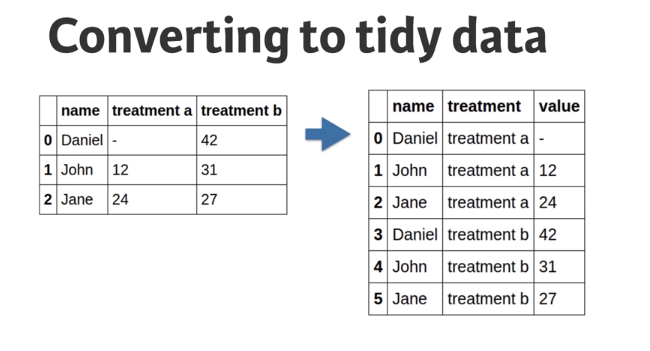 Converting to tidy data
name treatment a treatment b
0 Daniel - 42
1 John 12 31
2 Jane 24 27
name treatment value
0 Daniel treatment a -
1 John treatment a 12
2 Jane treatment a 24
3 Daniel treatment b 42
4 John treatment b 31
5 Jane treatment b 27